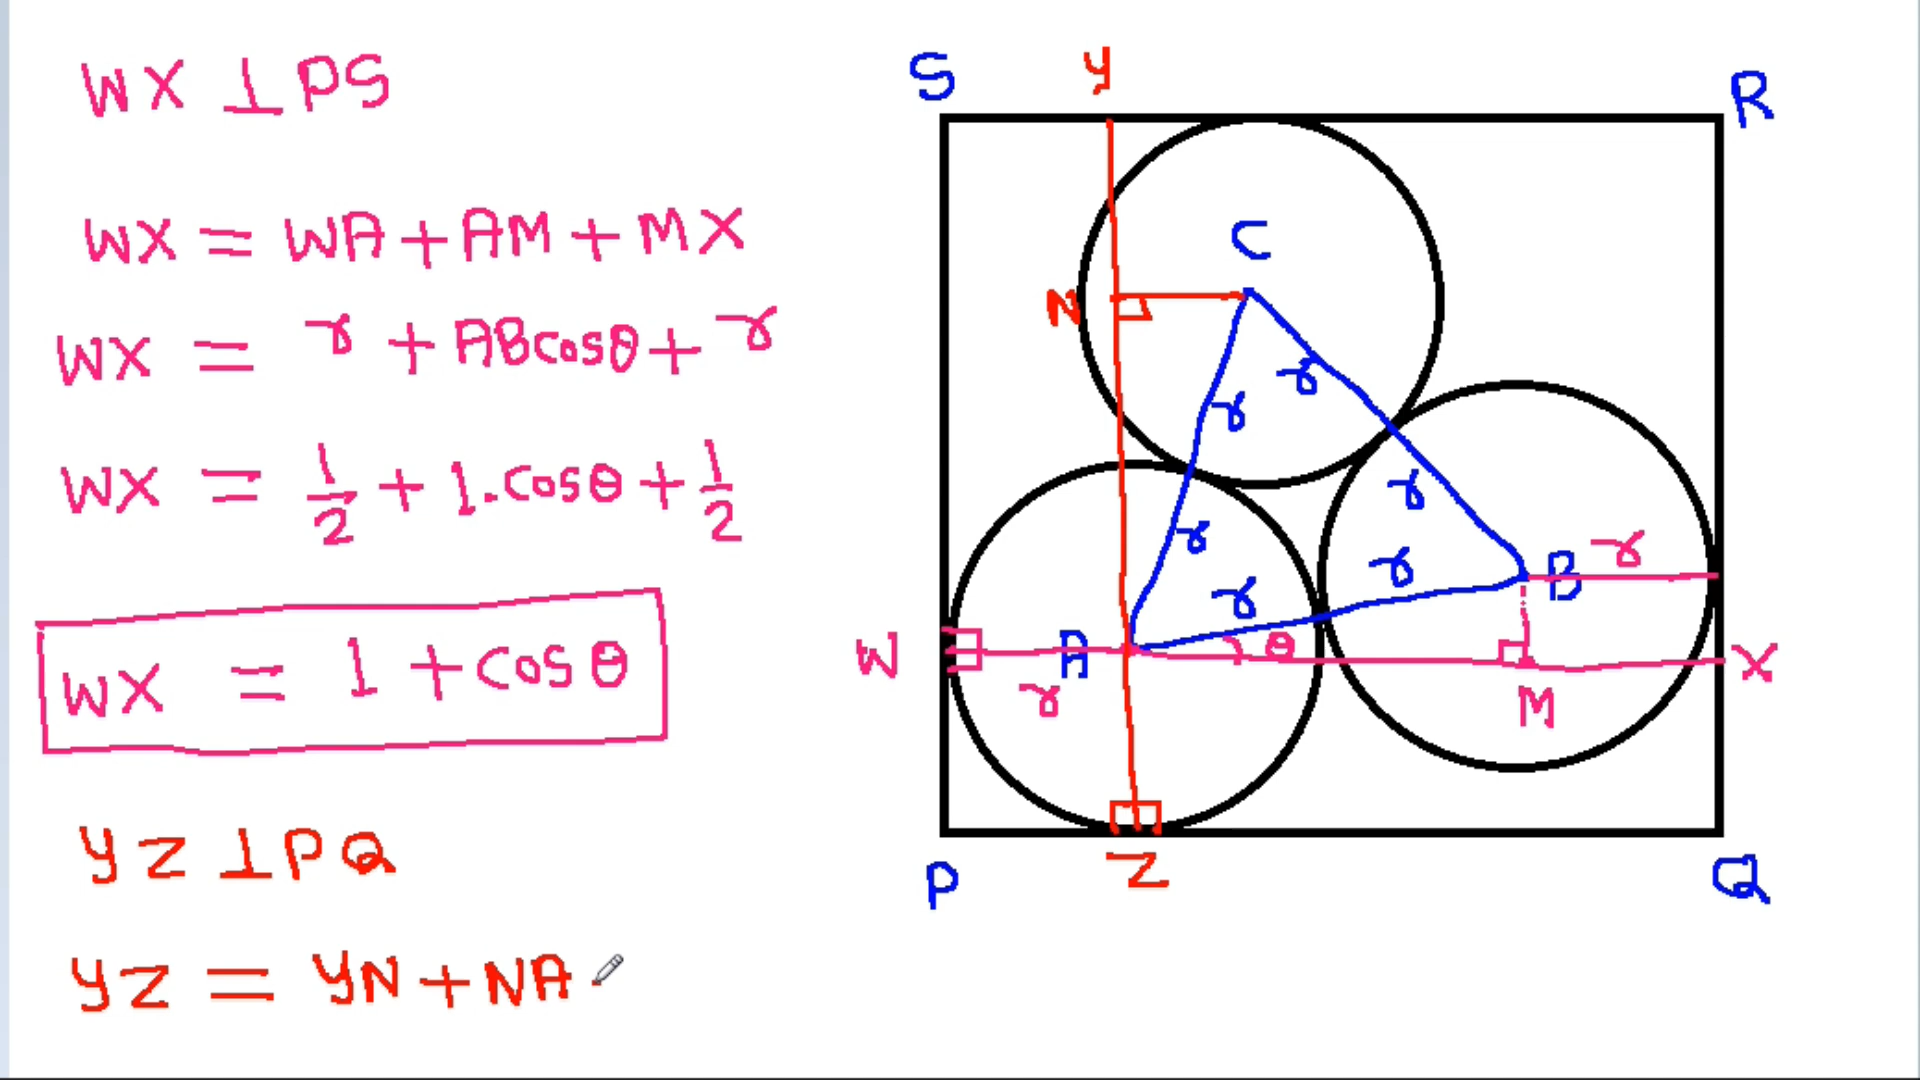 WX ⊥ PS
WX = WA + AM + MX
WX = r + ABcosθ + r
WX = 1/2 + 1.cosθ + 1/2
WX = 1 + cosθ
YZ ⊥ PQ
YZ = YN + NA
S
Y
R
C
N
r
r
r
r
r
r
r
B
W
A
θ
X
r
M
P
Z
Q